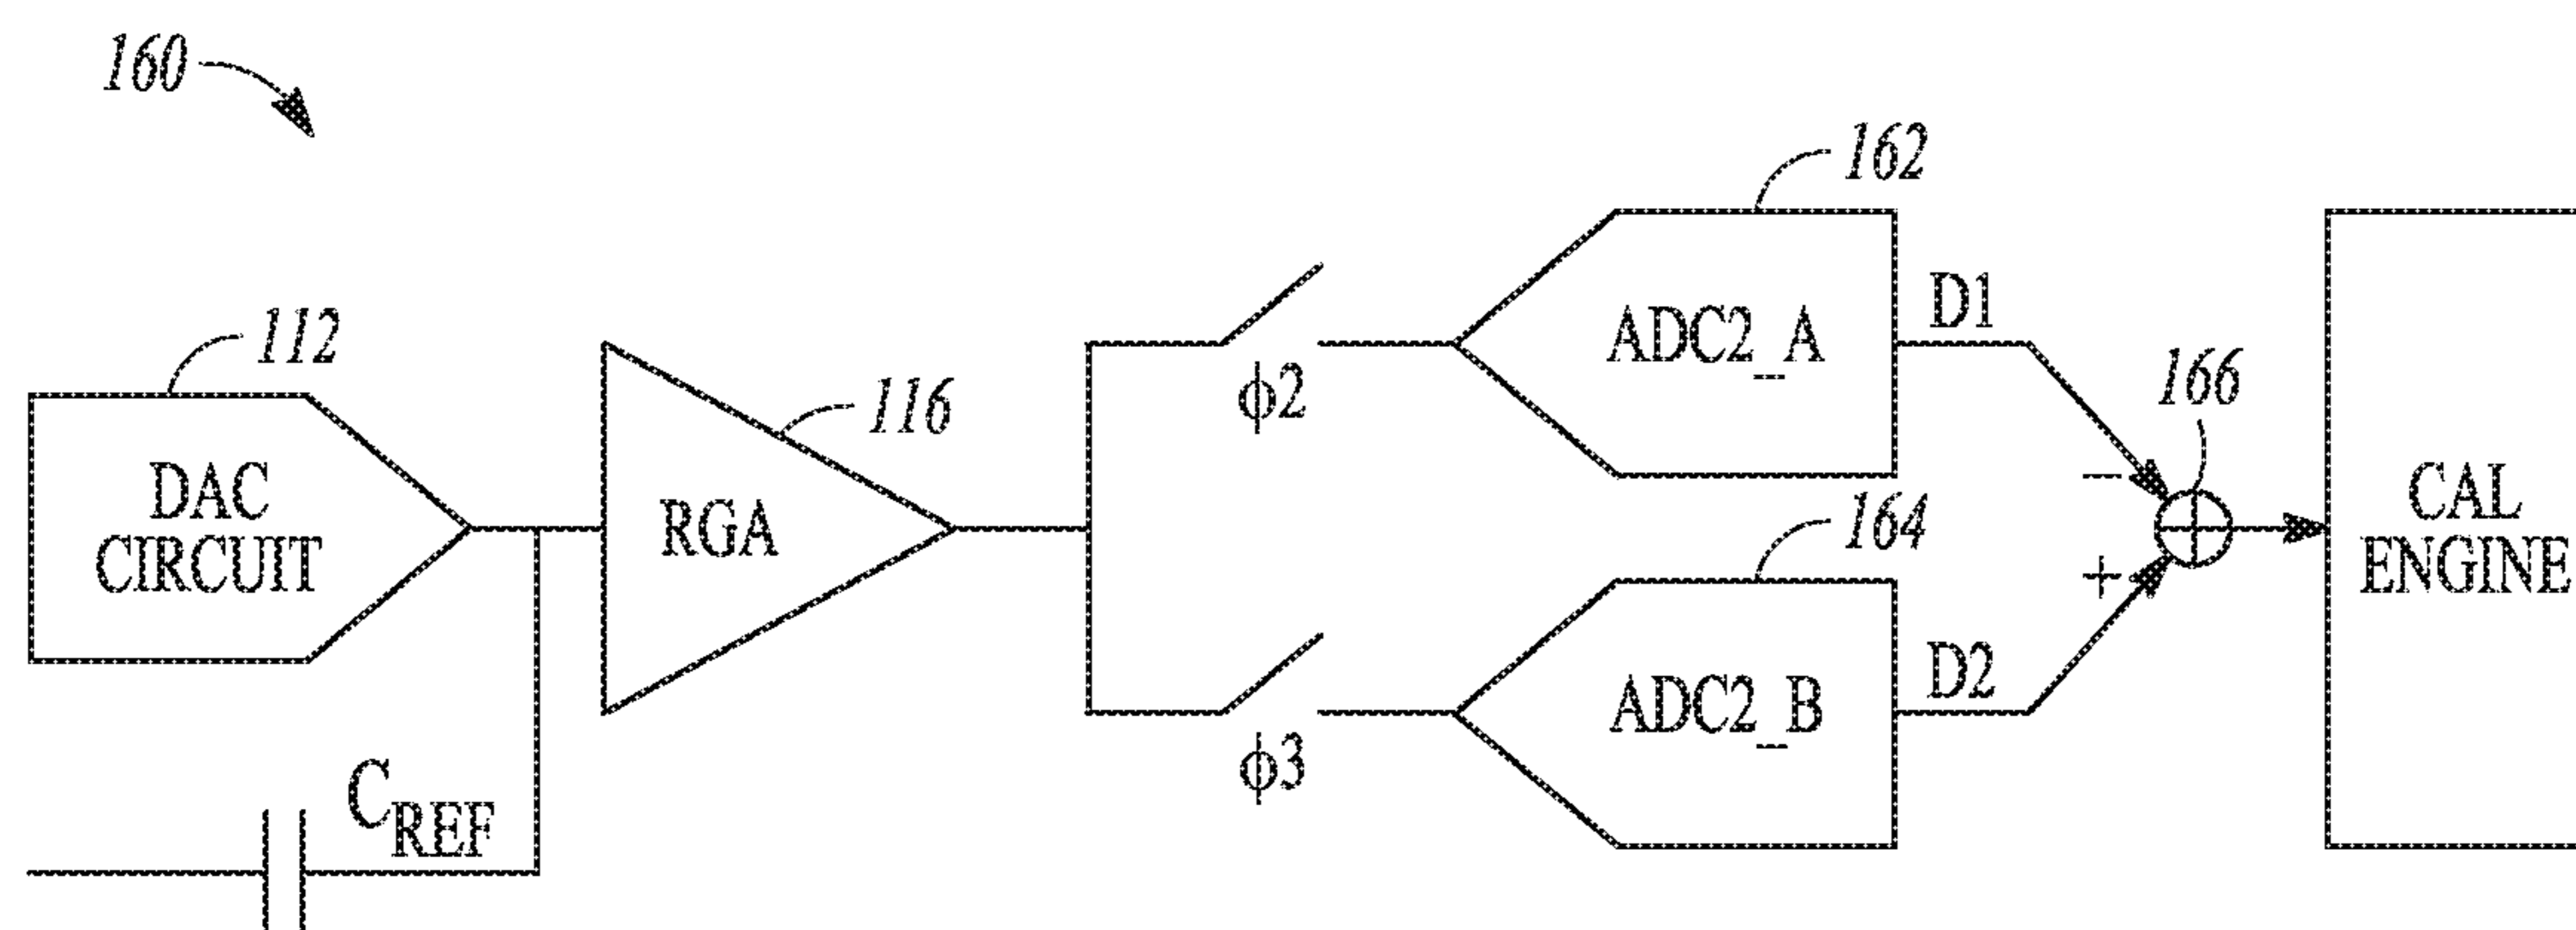 160
162
112
ADC2_A
D1
166
116
ϕ2
−
DAC
CIRCUIT
RGA
164
CAL
ENGINE
+
ADC2_B
D2
ϕ3
CREF